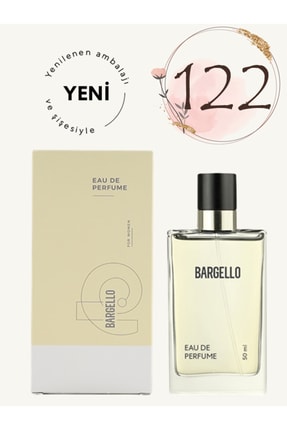 Yenilenen ambalajı
YENİ
ve şişesiyle
122
EAU DE
PERFUME
FOR WOMEN
BARGELLO
BARGELLO
EAU DE
PERFUME
50 ml